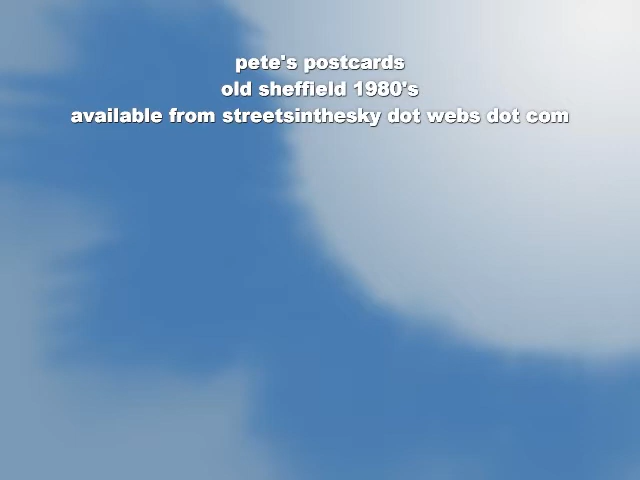 pete's postcards
old sheffield 1980's
available from streetsinthesky dot webs dot com